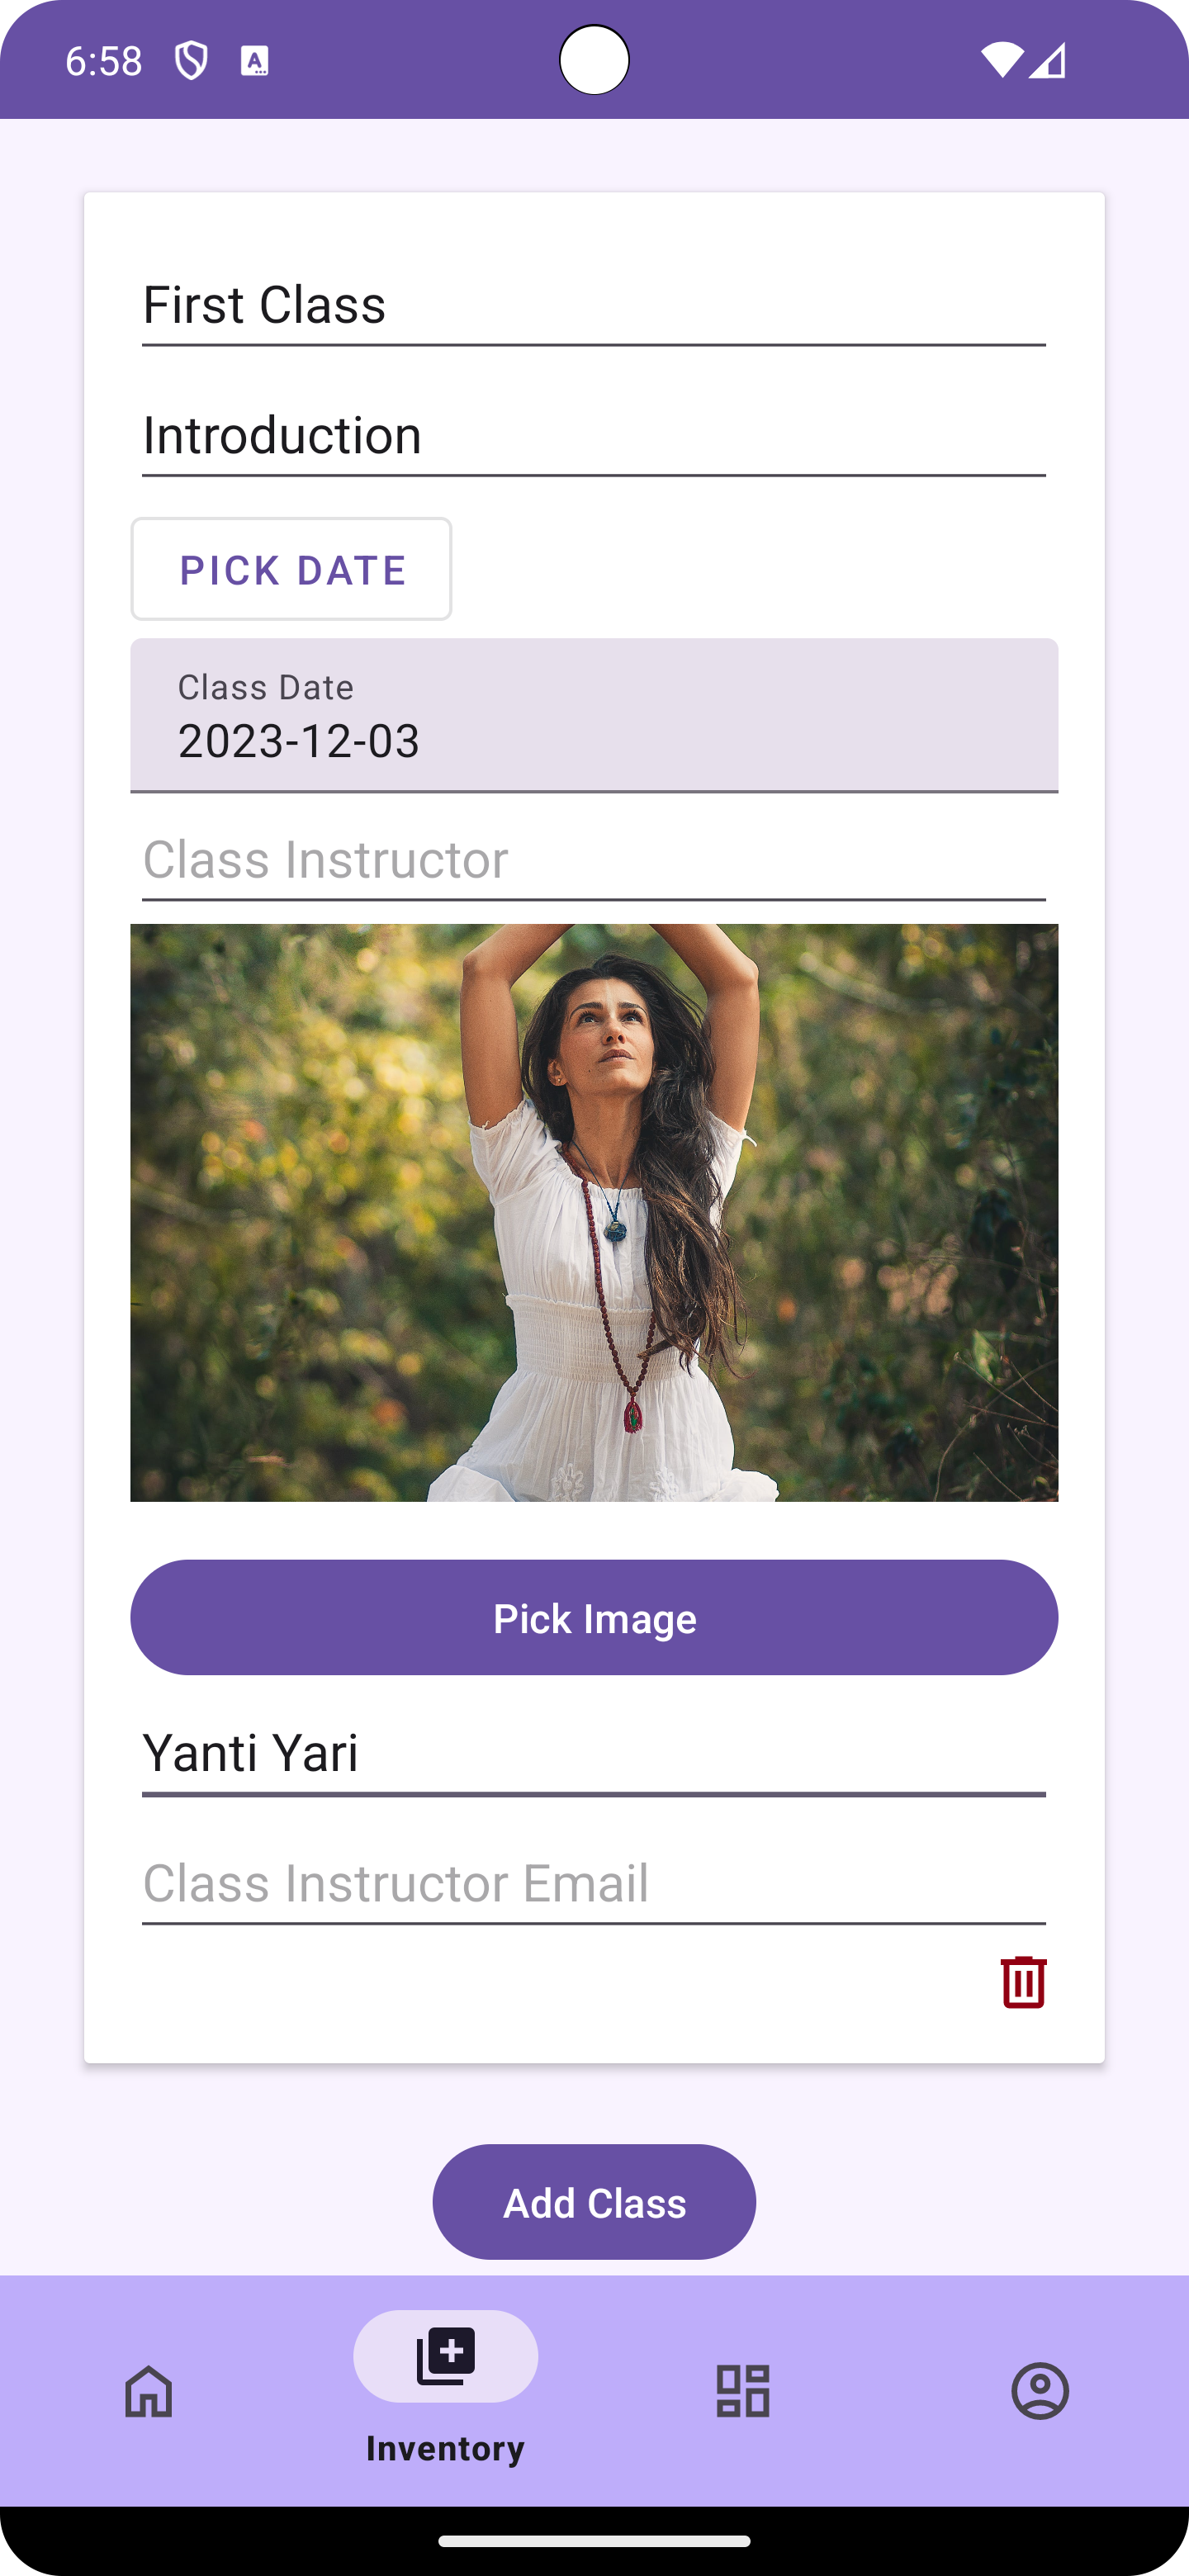 6:58
First Class
Introduction
PICK DATE
Class Date
2023-12-03
Class Instructor
Pick Image
Yanti Yari
Class Instructor Email
Add Class
Inventory